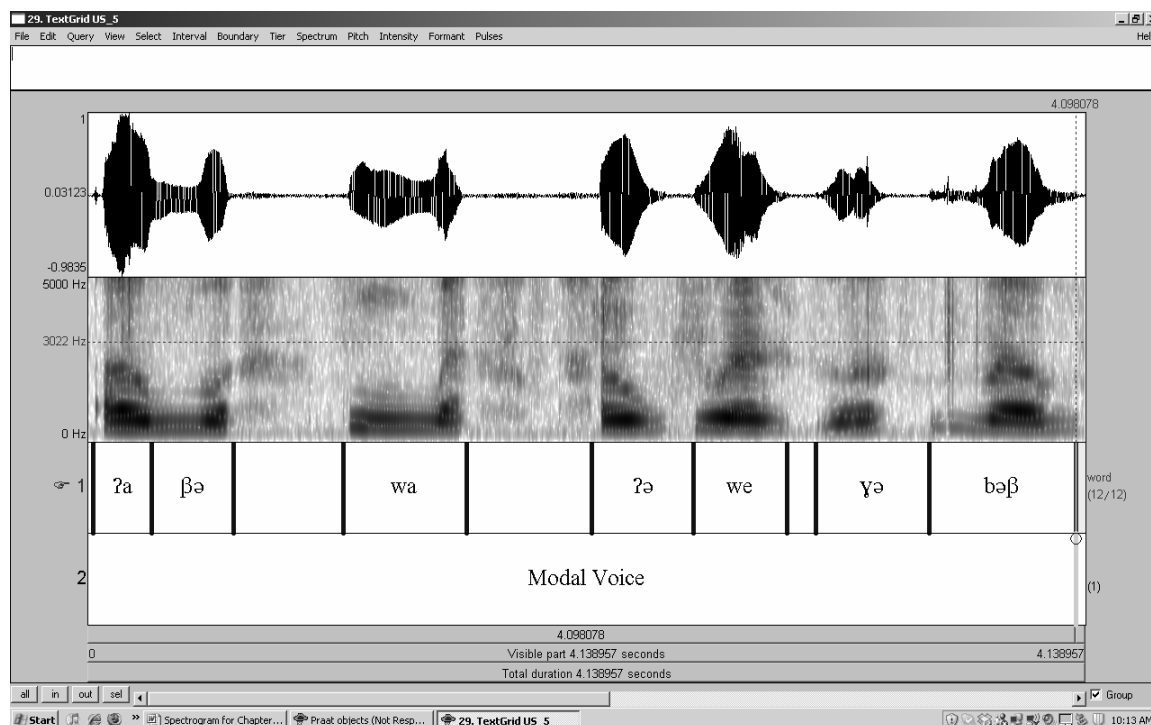 29. TextGrid US_5
File Edit Query View Select Interval Boundary Tier Spectrum Pitch Intensity Formant Pulses Hel
4.098078
1
0.03123
-0.9835
5000 Hz
3022 Hz
0 Hz
1 ʔa βə wa ʔə we ɣə bəβ word
(12/12)
2 Modal Voice (1)
4.098078
0 Visible part 4.138957 seconds 4.138957
Total duration 4.138957 seconds
all in out sel Group
Start » Spectrogram for Chapter... Praat objects (Not Resp... 29. TextGrid US_5 10:13 AM